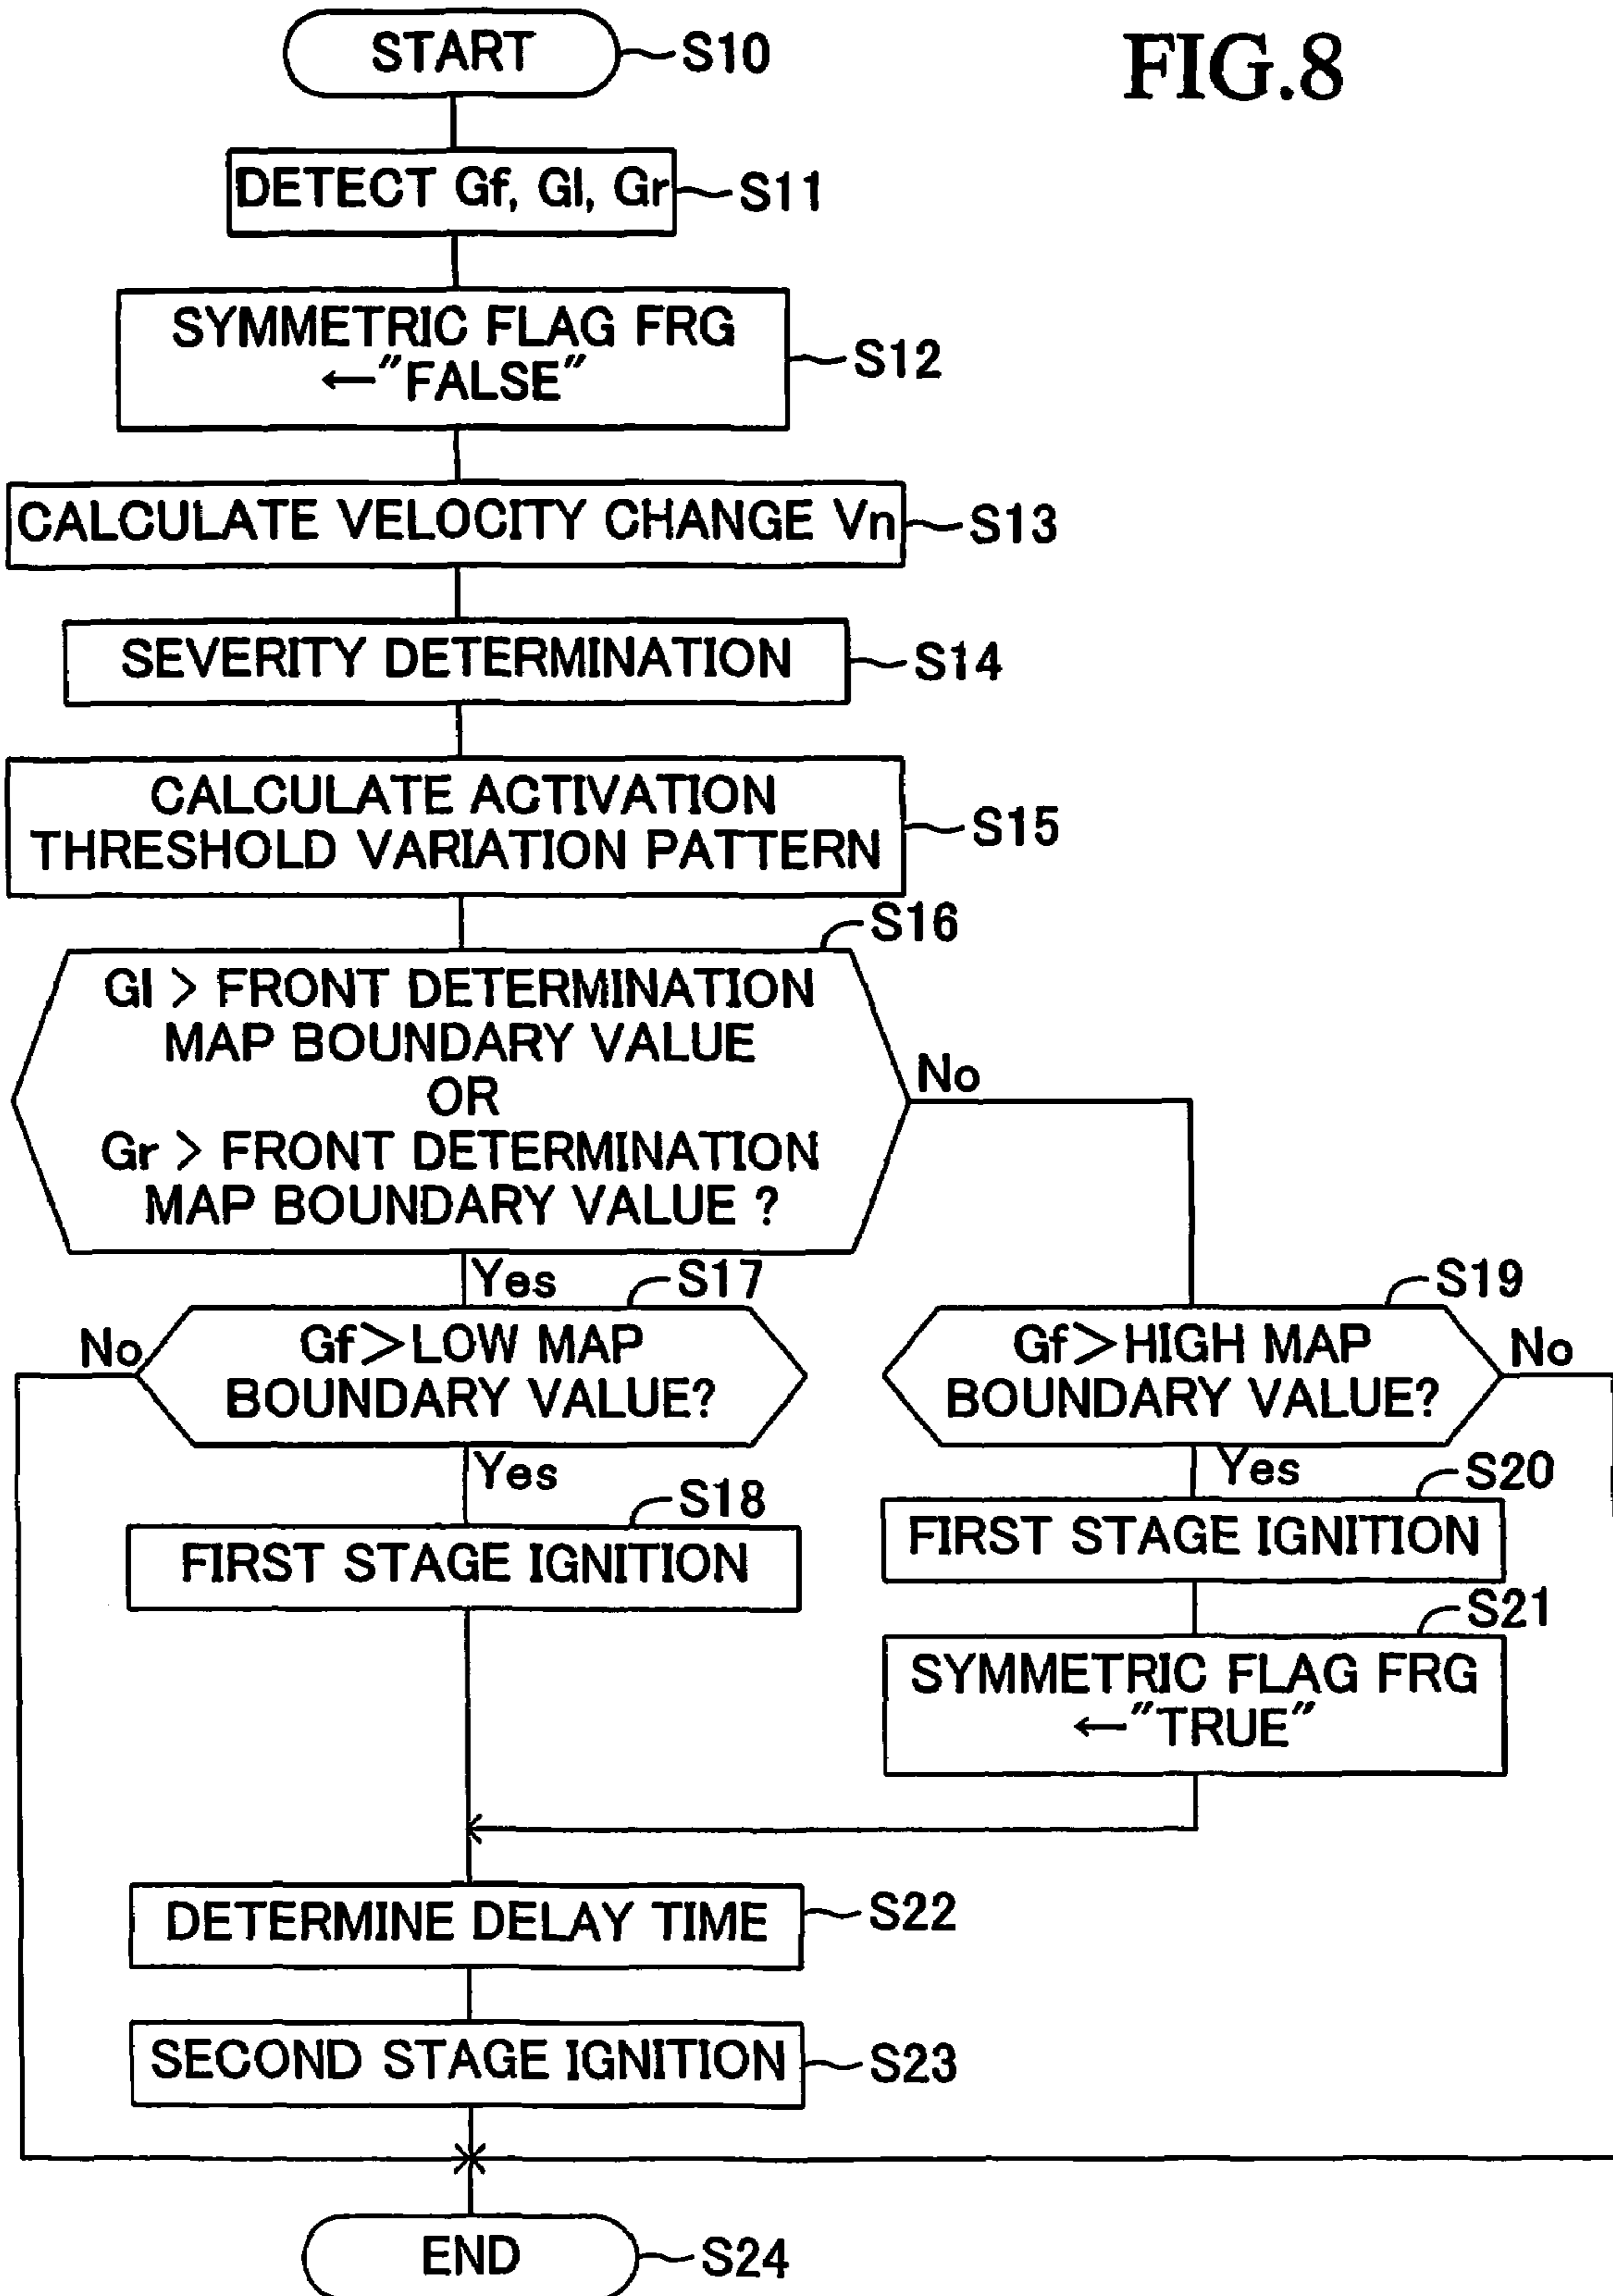 FIG.8
START
S10
DETECT Gf, Gl, Gr
S11
SYMMETRIC FLAG FRG
←"FALSE"
S12
CALCULATE VELOCITY CHANGE Vn
S13
SEVERITY DETERMINATION
S14
CALCULATE ACTIVATION
THRESHOLD VARIATION PATTERN
S15
S16
Gl > FRONT DETERMINATION
MAP BOUNDARY VALUE
OR
Gr > FRONT DETERMINATION
MAP BOUNDARY VALUE ?
No
Yes
S17
Gf>LOW MAP
BOUNDARY VALUE?
No
Yes
S18
FIRST STAGE IGNITION
S19
Gf>HIGH MAP
BOUNDARY VALUE?
No
Yes
S20
FIRST STAGE IGNITION
S21
SYMMETRIC FLAG FRG
←"TRUE"
DETERMINE DELAY TIME
S22
SECOND STAGE IGNITION
S23
END
S24